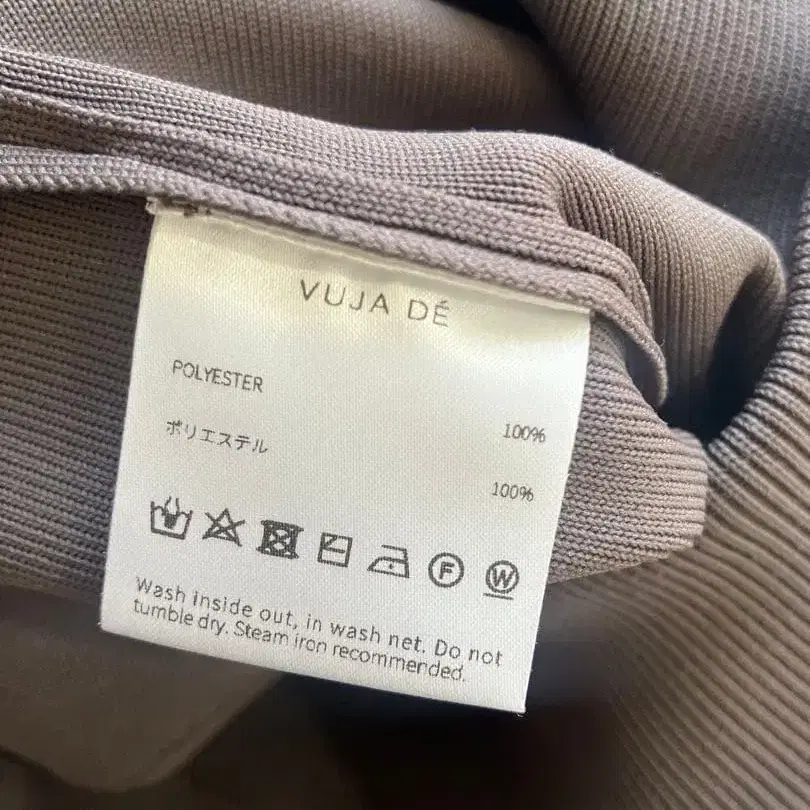 VUJA DÉ
POLYESTER 100%
ポリエステル 100%
F W
Wash inside out, in wash net. Do not
tumble dry. Steam iron recommended.